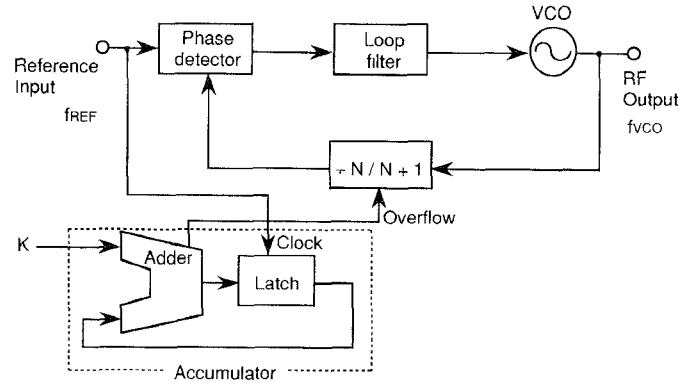 VCO
Phase
detector
Loop
filter
Reference
Input
fREF
RF
Output
fVCO
÷ N / N + 1
Overflow
K
Adder
Clock
Latch
Accumulator